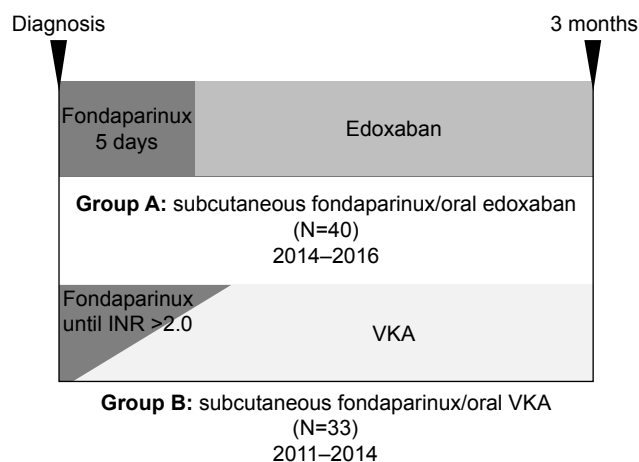 Diagnosis
3 months
Fondaparinux
5 days
Edoxaban
Group A: subcutaneous fondaparinux/oral edoxaban
(N=40)
2014–2016
Fondaparinux
until INR >2.0
VKA
Group B: subcutaneous fondaparinux/oral VKA
(N=33)
2011–2014